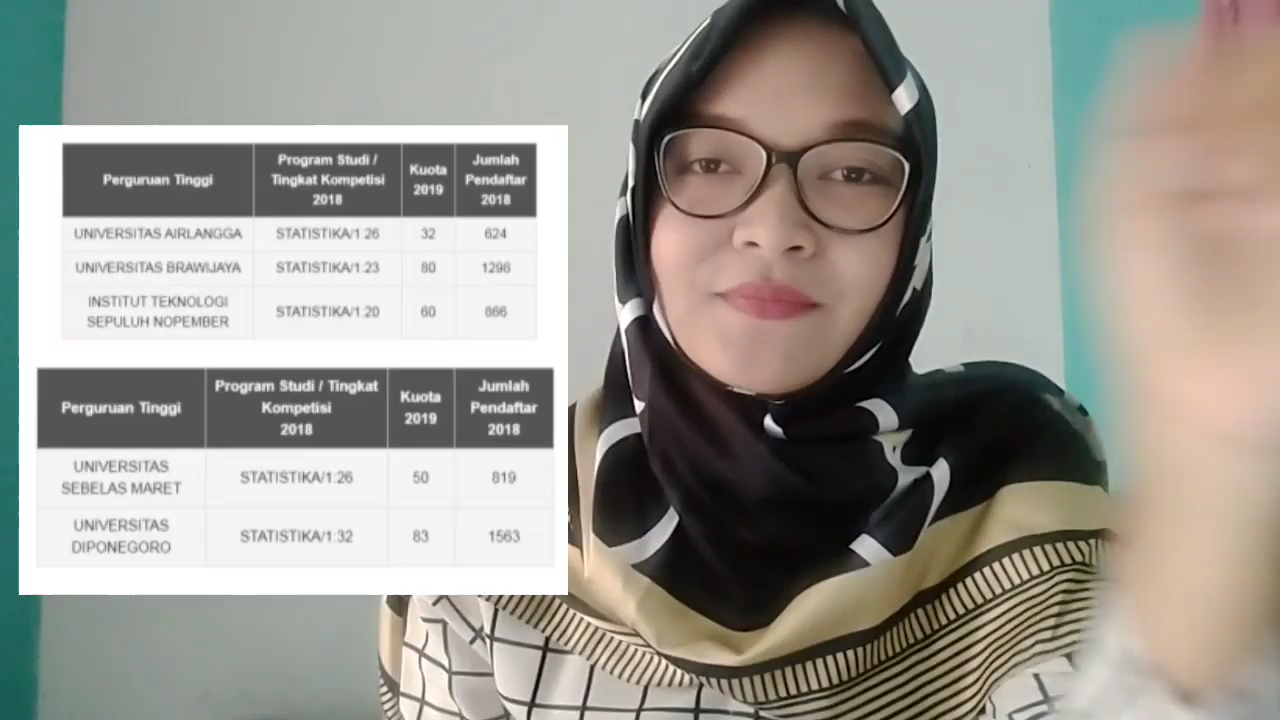 Perguruan Tinggi
Program Studi /
Tingkat Kompetisi
2018
Kuota
2019
Jumlah
Pendaftar
2018
UNIVERSITAS AIRLANGGA
STATISTIKA/1:26
32
624
UNIVERSITAS BRAWIJAYA
STATISTIKA/1:23
80
1298
INSTITUT TEKNOLOGI
SEPULUH NOPEMBER
STATISTIKA/1:20
60
866
Perguruan Tinggi
Program Studi / Tingkat
Kompetisi
2018
Kuota
2019
Jumlah
Pendaftar
2018
UNIVERSITAS
SEBELAS MARET
STATISTIKA/1:26
50
819
UNIVERSITAS
DIPONEGORO
STATISTIKA/1:32
83
1563